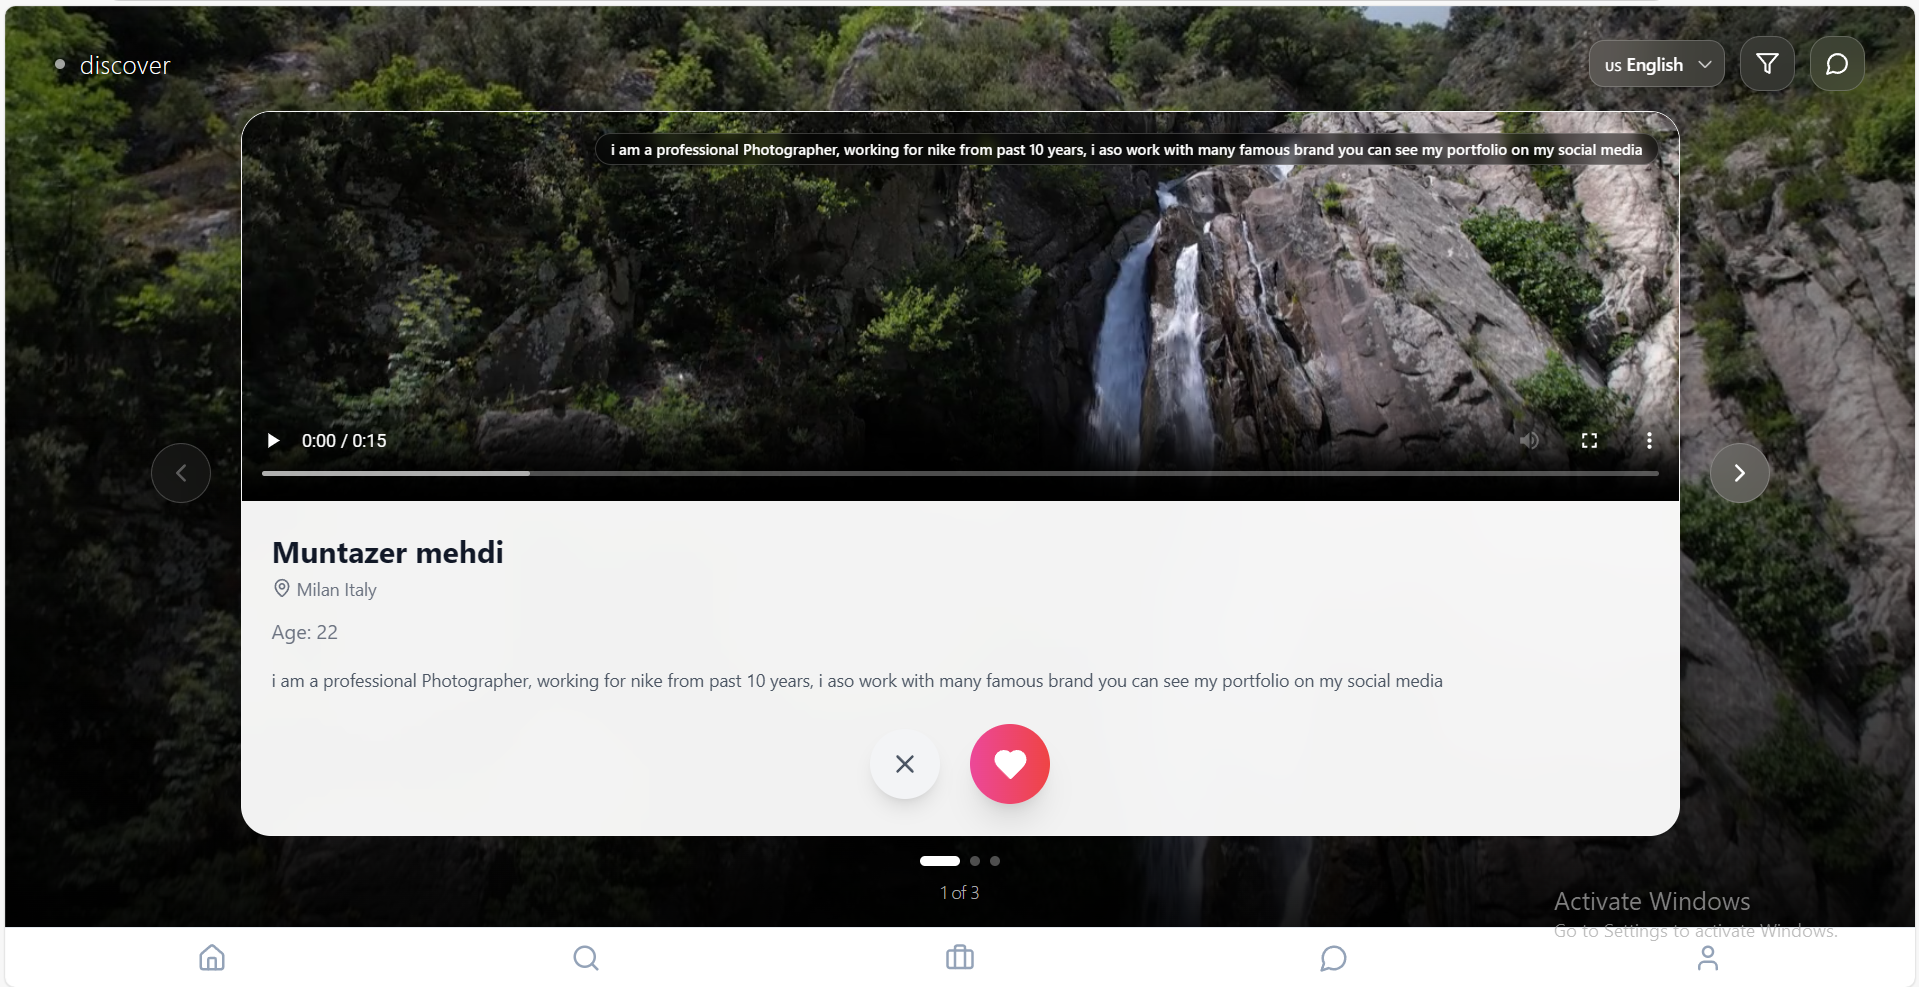 discover
us English
i am a professional Photographer, working for nike from past 10 years, i aso work with many famous brand you can see my portfolio on my social media
0:00 / 0:15
Muntazer mehdi
Milan Italy
Age: 22
i am a professional Photographer, working for nike from past 10 years, i aso work with many famous brand you can see my portfolio on my social media
1 of 3
Activate Windows
Go to Settings to activate Windows.